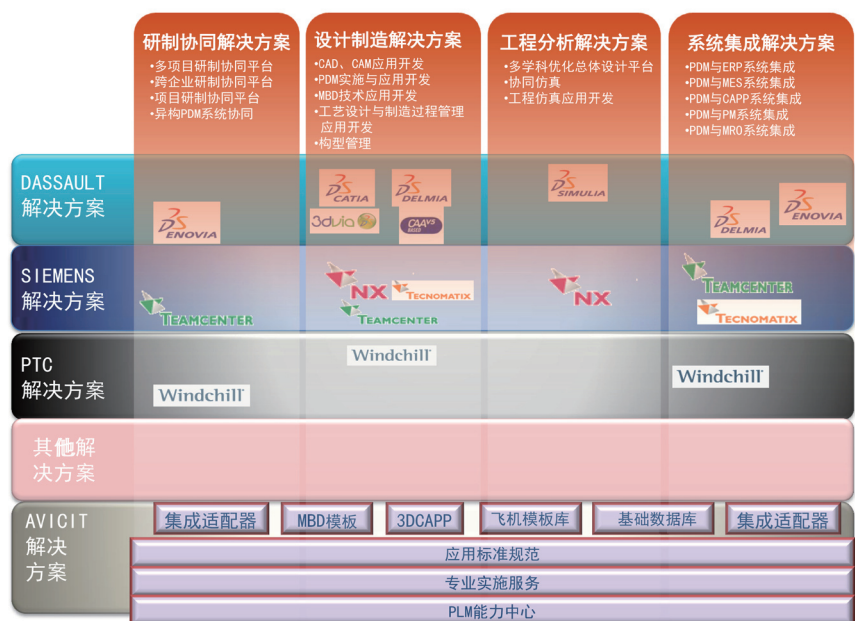 研制协同解决方案
•多项目研制协同平台
•跨企业研制协同平台
•项目研制协同平台
•异构PDM系统协同
设计制造解决方案
•CAD、CAM应用开发
•PDM实施与应用开发
•MBD技术应用开发
•工艺设计与制造过程管理
应用开发
•构型管理
工程分析解决方案
•多学科优化总体设计平台
•协同仿真
•工程仿真应用开发
系统集成解决方案
•PDM与ERP系统集成
•PDM与MES系统集成
•PDM与CAPP系统集成
•PDM与PM系统集成
•PDM与MRO系统集成
DASSAULT
解决方案
ENOVIA
CATIA
DELMIA
3dvia
CAA V5
BASED
SIMULIA
DELMIA
ENOVIA
SIEMENS
解决方案
TEAMCENTER
NX
TECNOMATIX
TEAMCENTER
NX
TEAMCENTER
TECNOMATIX
PTC
解决方案
Windchill
Windchill
Windchill
其他解
决方案
AVICIT
解决
方案
集成适配器
MBD模板
3DCAPP
飞机模板库
基础数据库
集成适配器
应用标准规范
专业实施服务
PLM能力中心